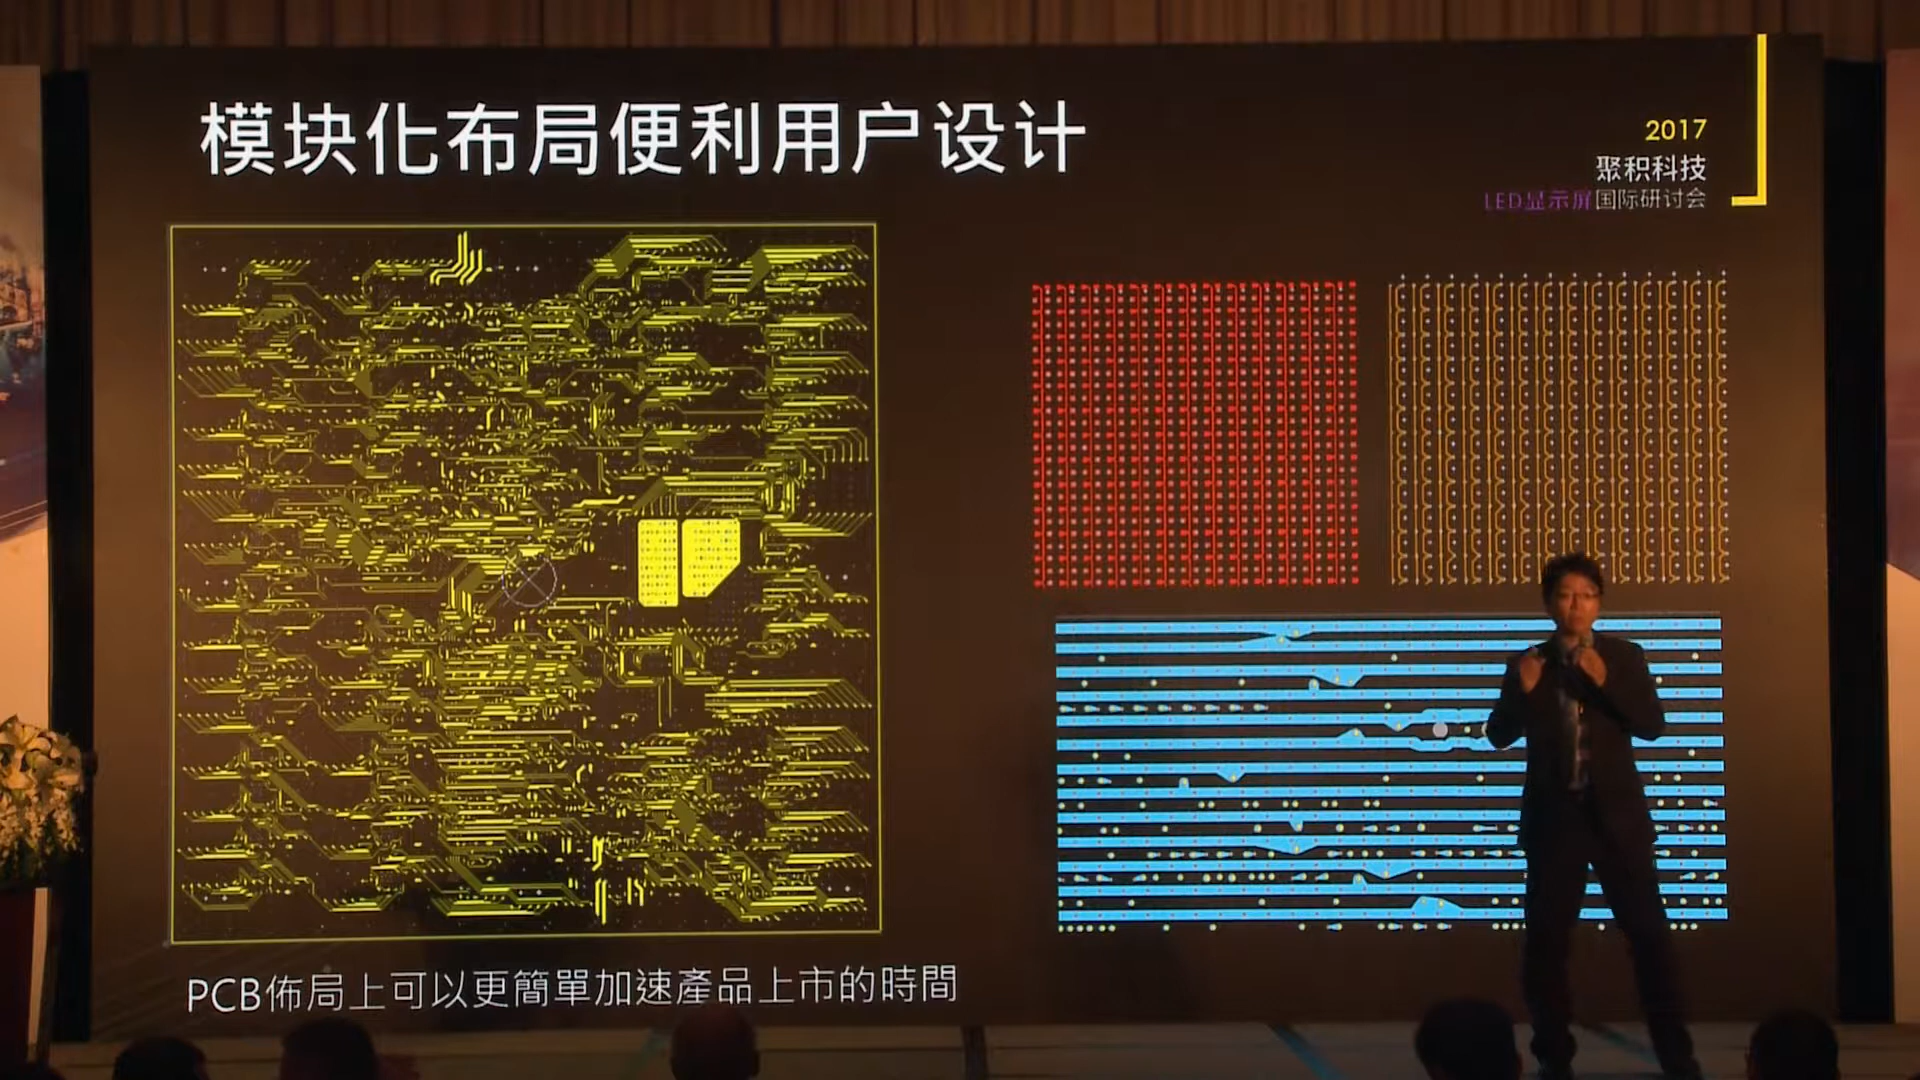 模块化布局便利用户设计
2017
聚积科技
LED显示屏国际研讨会
PCB佈局上可以更簡單加速產品上市的時間